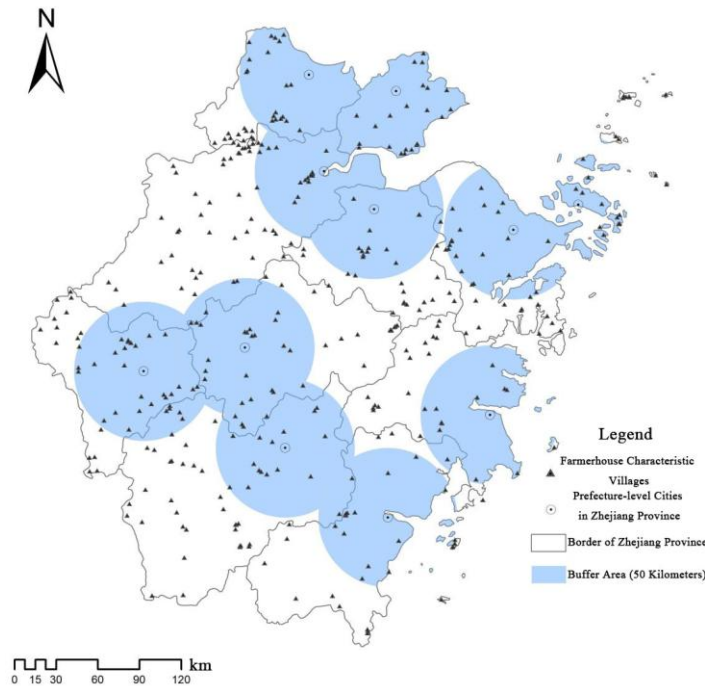 N
Legend
Farmerhouse Characteristic
Villages
Prefecture-level Cities
in Zhejiang Province
Border of Zhejiang Province
Buffer Area (50 Kilometers)
km
0 15 30 60 90 120